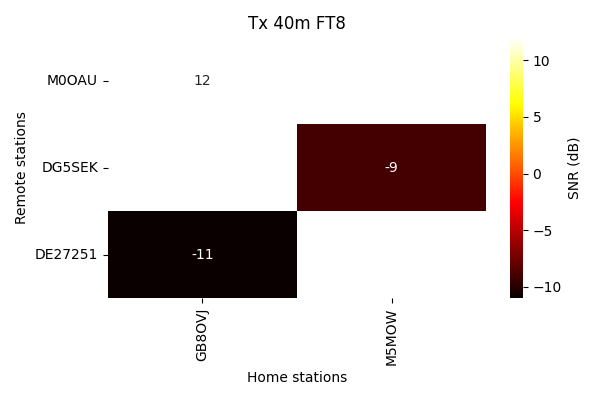 Tx 40m FT8
Remote stations
M0OAU
DG5SEK
DE27251
12
-9
-11
GB8OVJ
M5MOW
Home stations
10
5
0
−5
−10
SNR (dB)